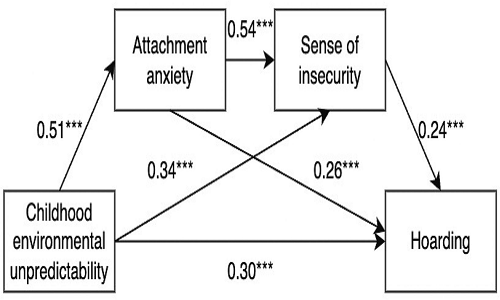 Attachment
anxiety
0.54***
Sense of
insecurity
0.51***
0.34***
0.26***
0.24***
Childhood
environmental
unpredictability
0.30***
Hoarding